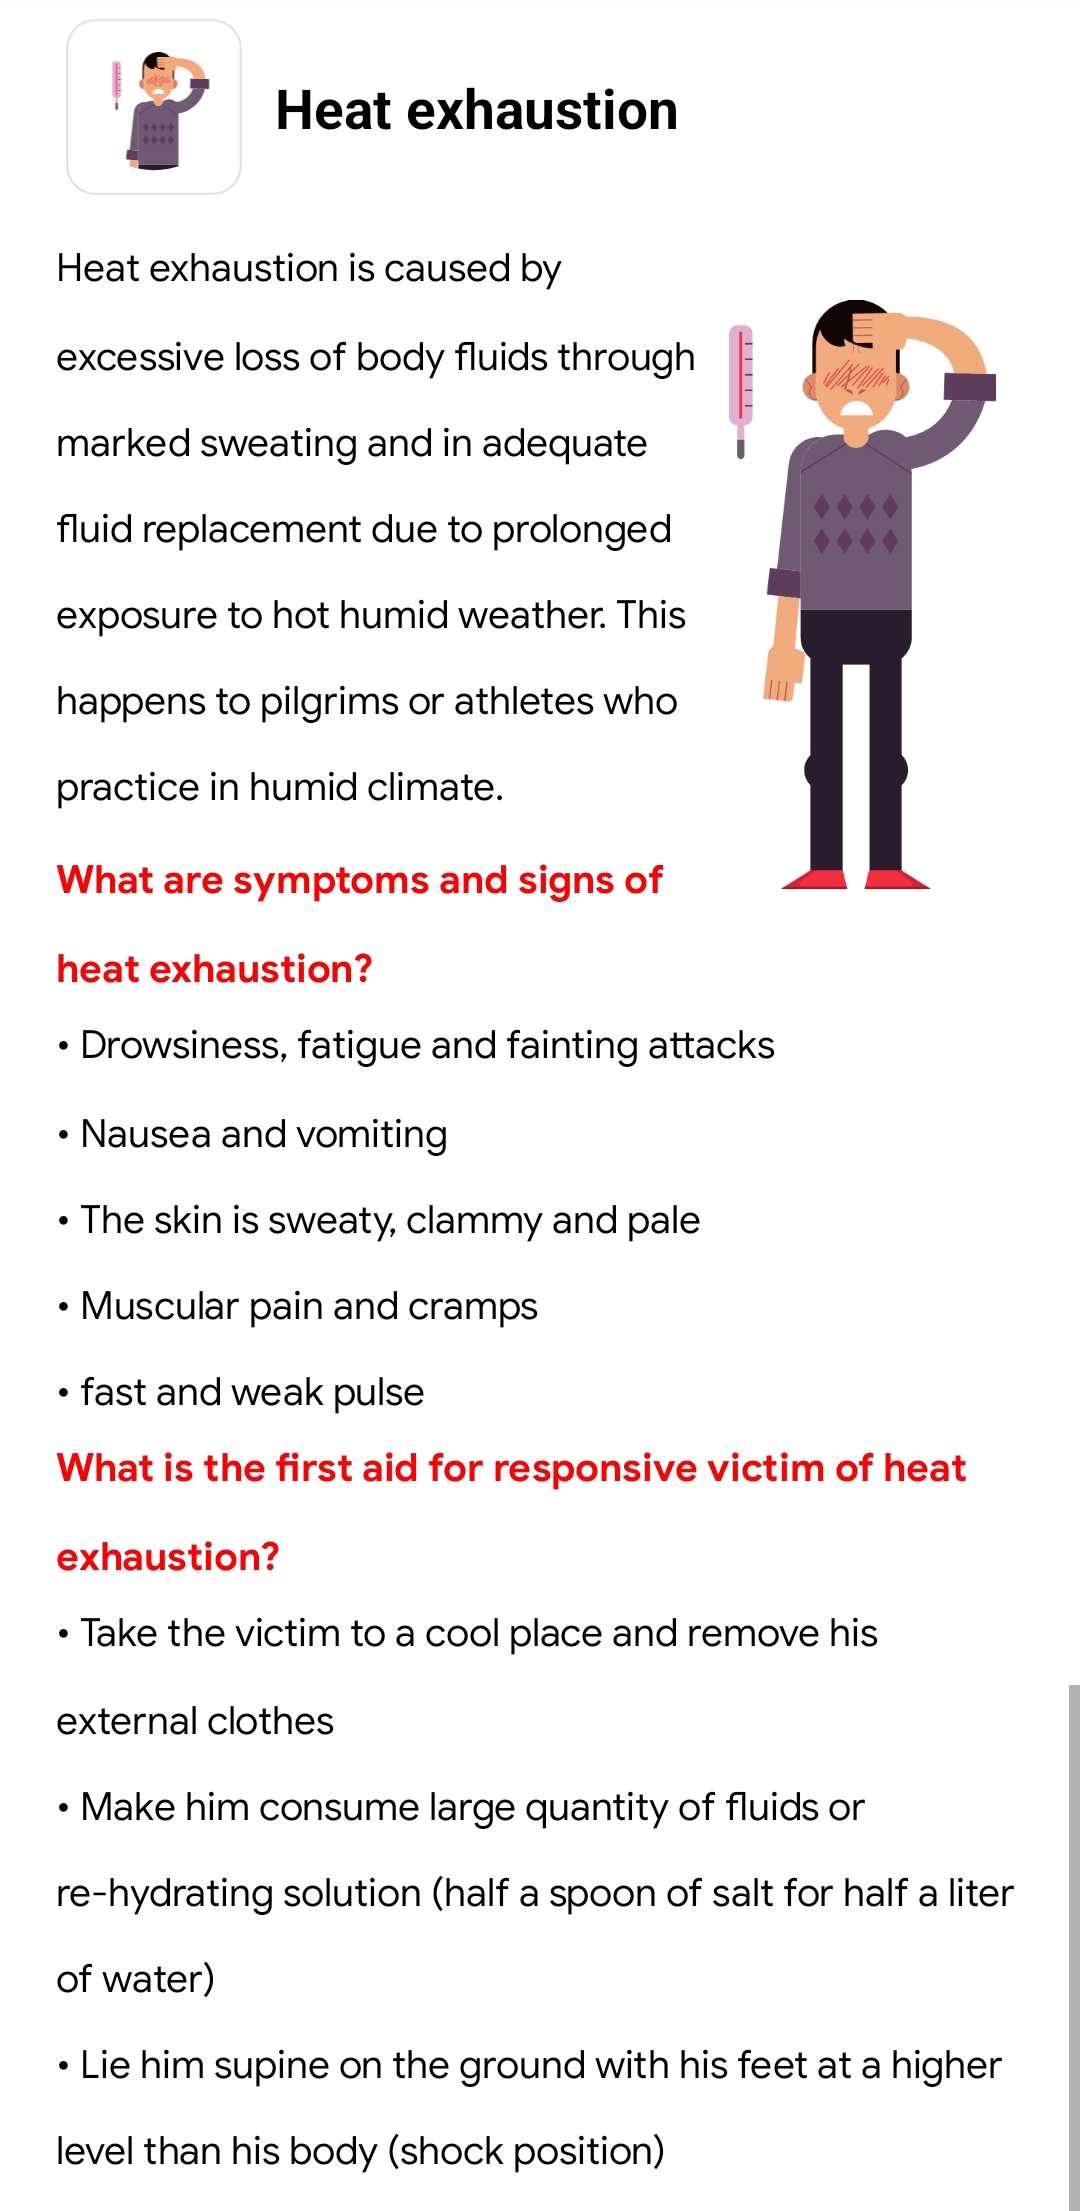 Heat exhaustion
Heat exhaustion is caused by
excessive loss of body fluids through
marked sweating and in adequate
fluid replacement due to prolonged
exposure to hot humid weather. This
happens to pilgrims or athletes who
practice in humid climate.
What are symptoms and signs of
heat exhaustion?
• Drowsiness, fatigue and fainting attacks
• Nausea and vomiting
• The skin is sweaty, clammy and pale
• Muscular pain and cramps
• fast and weak pulse
What is the first aid for responsive victim of heat
exhaustion?
• Take the victim to a cool place and remove his
external clothes
• Make him consume large quantity of fluids or
re-hydrating solution (half a spoon of salt for half a liter
of water)
• Lie him supine on the ground with his feet at a higher
level than his body (shock position)